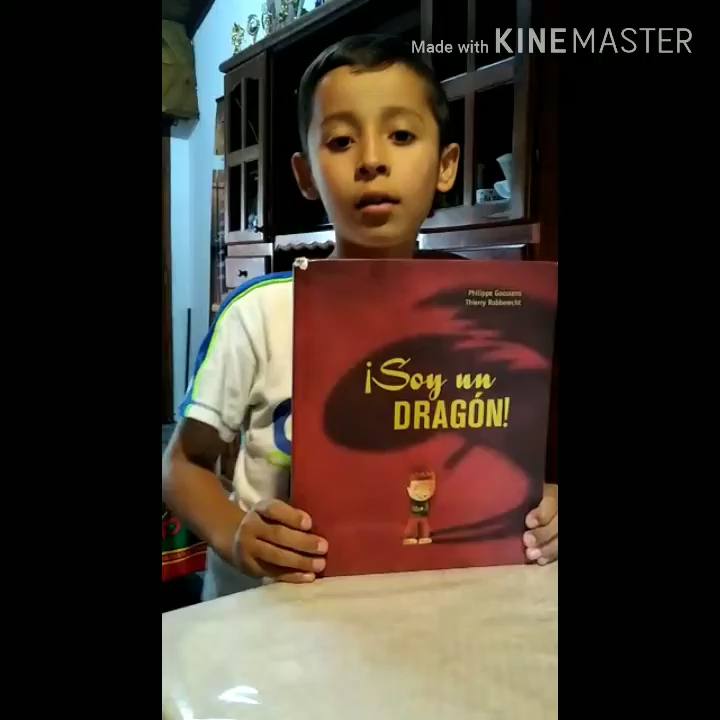 Made with KINEMASTER
Philippe Goossens
Thierry Robberecht
¡Soy un
DRAGÓN!